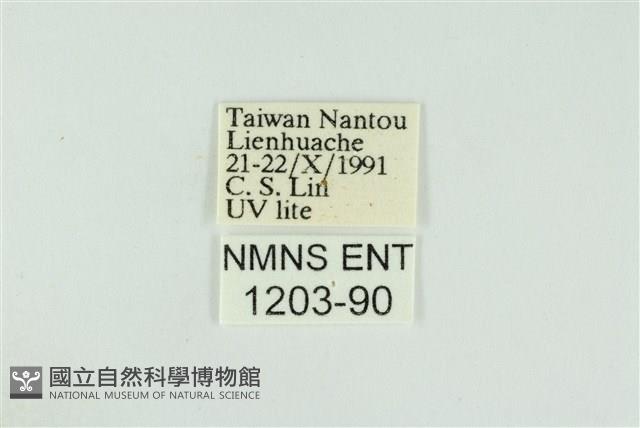 Taiwan Nantou
Lienhuache
21-22/X/1991
C. S. Lin
UV lite
NMNS ENT
1203-90
國立自然科學博物館
NATIONAL MUSEUM OF NATURAL SCIENCE